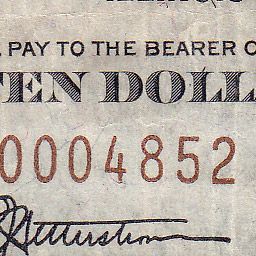 PAY TO THE BEARER O
TEN DOLL
0004852